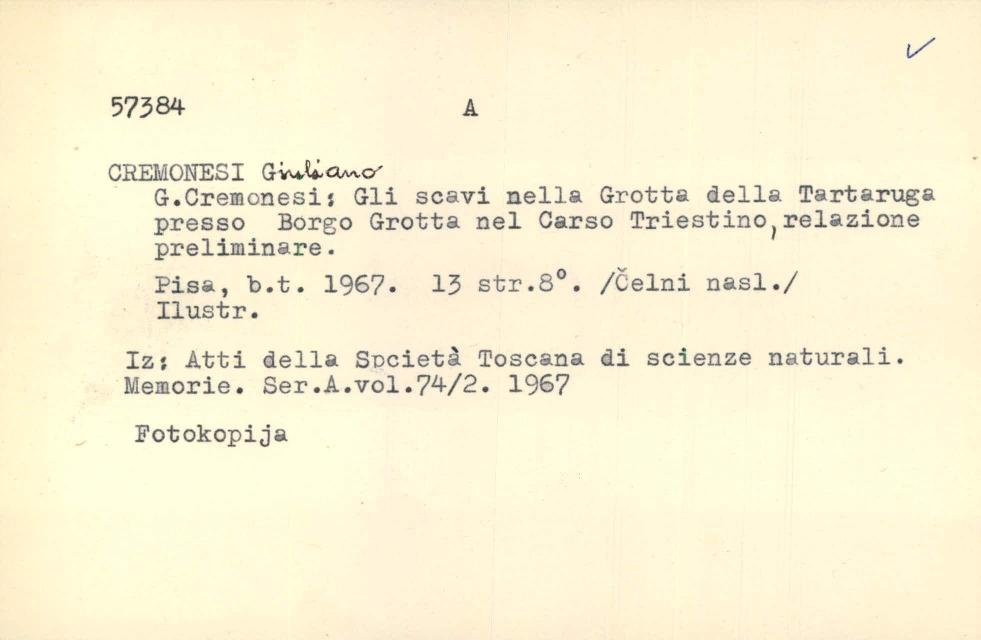 57384 A
CREMONESI Giuliano
G.Cremonesi: Gli scavi nella Grotta della Tartaruga
presso Borgo Grotta nel Carso Triestino,relazione
preliminare.
Pisa, b.t. 1967. 13 str.8°. /Čelni nasl./
Ilustr.
Iz: Atti della Spcietà Toscana di scienze naturali.
Memorie. Ser.A.vol.74/2. 1967
Fotokopija